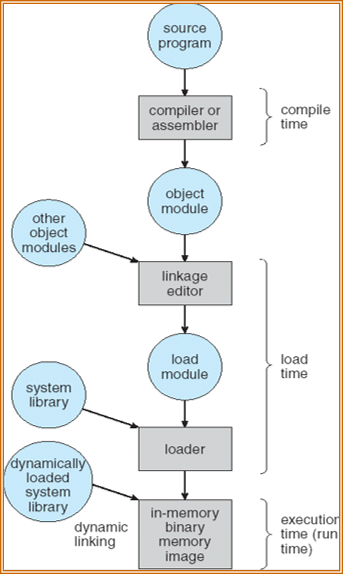 source
program
compiler or
assembler
compile
time
object
module
other
object
modules
linkage
editor
load
module
load
time
system
library
loader
dynamically
loaded
system
library
dynamic
linking
in-memory
binary
memory
image
execution
time (run
time)